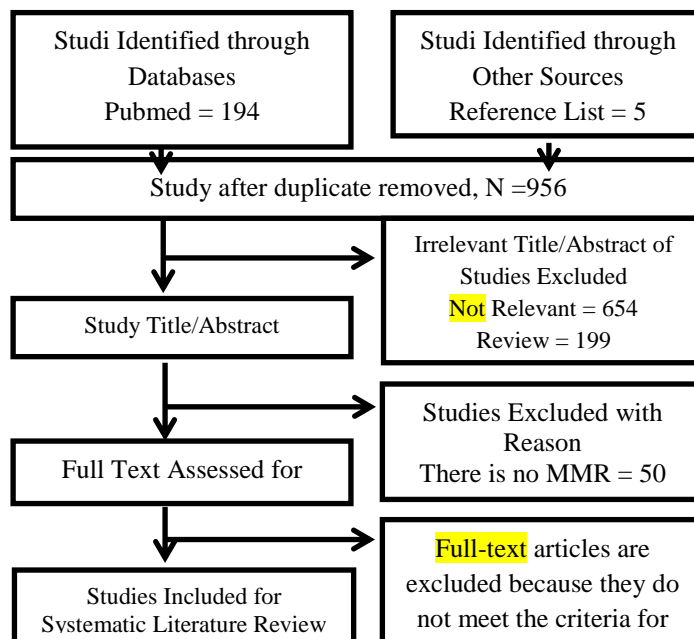 Studi Identified through
Databases
Pubmed = 194
Studi Identified through
Other Sources
Reference List = 5
Study after duplicate removed, N =956
Irrelevant Title/Abstract of
Studies Excluded
Not Relevant = 654
Review = 199
Study Title/Abstract
Studies Excluded with
Reason
There is no MMR = 50
Full Text Assessed for
Full-text articles are
excluded because they do
not meet the criteria for
Studies Included for
Systematic Literature Review